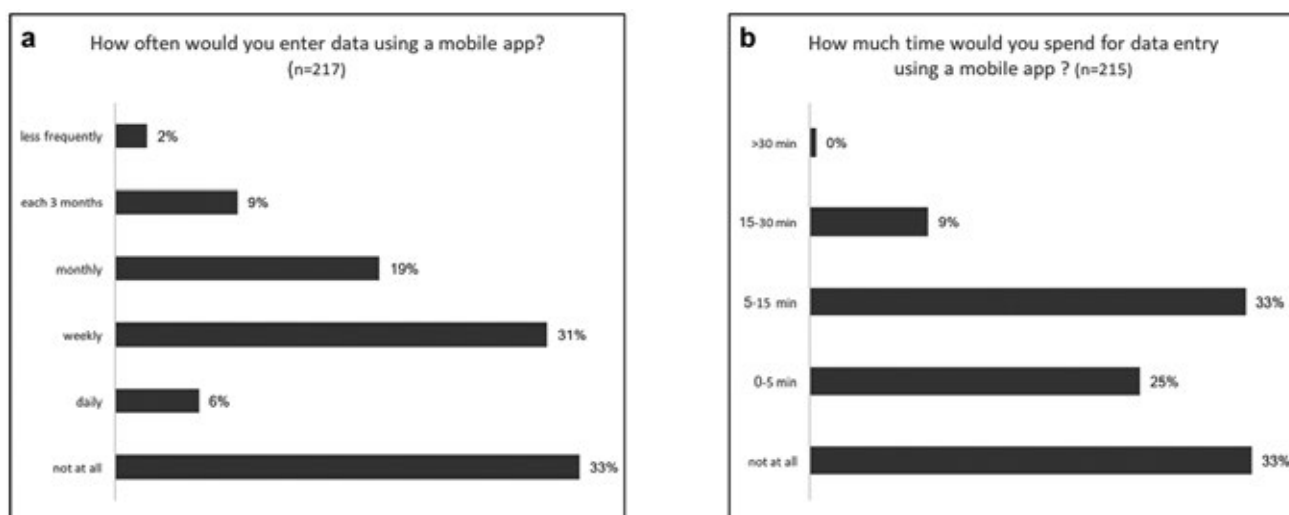 a
How often would you enter data using a mobile app?
(n=217)
less frequently 2%
each 3 months 9%
monthly 19%
weekly 31%
daily 6%
not at all 33%
b
How much time would you spend for data entry
using a mobile app ? (n=215)
>30 min 0%
15-30 min 9%
5-15 min 33%
0-5 min 25%
not at all 33%